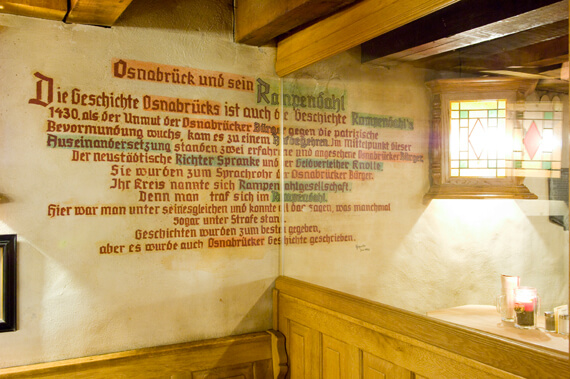 Osnabrück und sein Rampendahl
Die Geschichte Osnabrücks ist auch die Geschichte Rampendahl's
1430, als der Unmut der Osnabrücker Bürger gegen die patrizische
Bevormundung wuchs, kam es zu einem Aufbegehren. Im Mittelpunkt dieser
Auseinandersetzung standen zwei erfahrene und angesehene Osnabrücker Bürger.
Der neustädtische Richter Spranke und der Geldverleiher Knolle.
Sie wurden zum Sprachrohr der Osnabrücker Bürger.
Ihr Kreis nannte sich Rampendahlgesellschaft.
Denn man traf sich im Rampendahl.
Hier war man unter seinesgleichen und konnte all das sagen, was manchmal
sogar unter Strafe stand.
Geschichten wurden zum besten gegeben,
aber es wurde auch Osnabrücker Geschichte geschrieben.